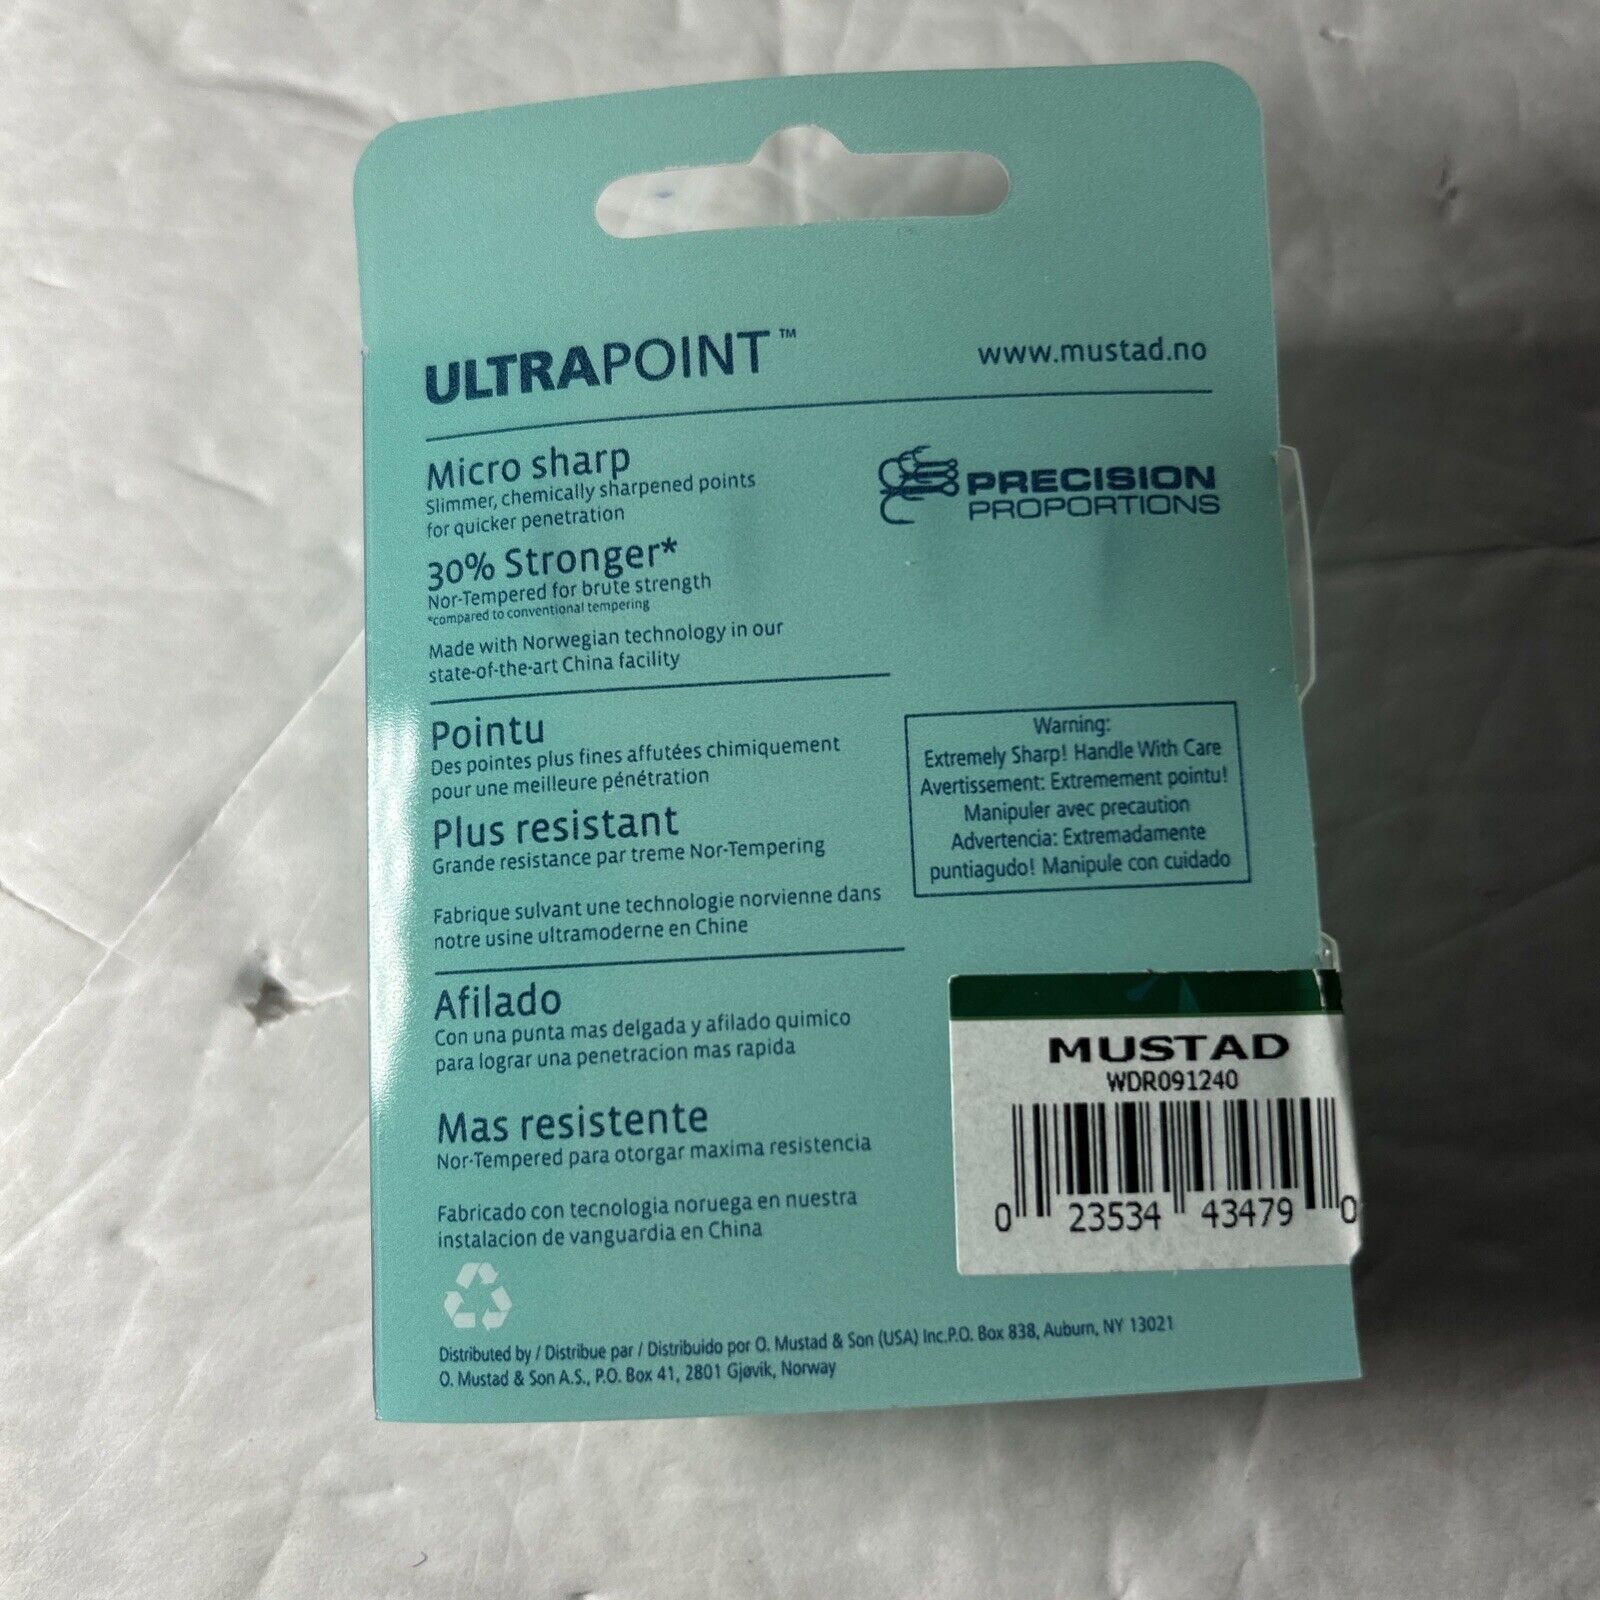 ULTRAPOINT™
www.mustad.no
Micro sharp
Slimmer, chemically sharpened points
for quicker penetration
PRECISION
PROPORTIONS
30% Stronger*
Nor-Tempered for brute strength
*compared to conventional tempering
Made with Norwegian technology in our
state-of-the-art China facility
Pointu
Des pointes plus fines affutées chimiquement
pour une meilleure pénétration
Plus resistant
Grande resistance par treme Nor-Tempering
Fabrique sulvant une technologie norvienne dans
notre usine ultramoderne en Chine
Warning:
Extremely Sharp! Handle With Care
Avertissement: Extremement pointu!
Manipuler avec precaution
Advertencia: Extremadamente
puntiagudo! Manipule con cuidado
Afilado
Con una punta mas delgada y afilado quimico
para lograr una penetracion mas rapida
Mas resistente
Nor-Tempered para otorgar maxima resistencia
Fabricado con tecnologia noruega en nuestra
instalacion de vanguardia en China
MUSTAD
WDR091240
0 23534 43479 0
Distributed by / Distribue par / Distribuido por O. Mustad & Son (USA) Inc.P.O. Box 838, Auburn, NY 13021
O. Mustad & Son A.S., P.O. Box 41, 2801 Gjøvik, Norway